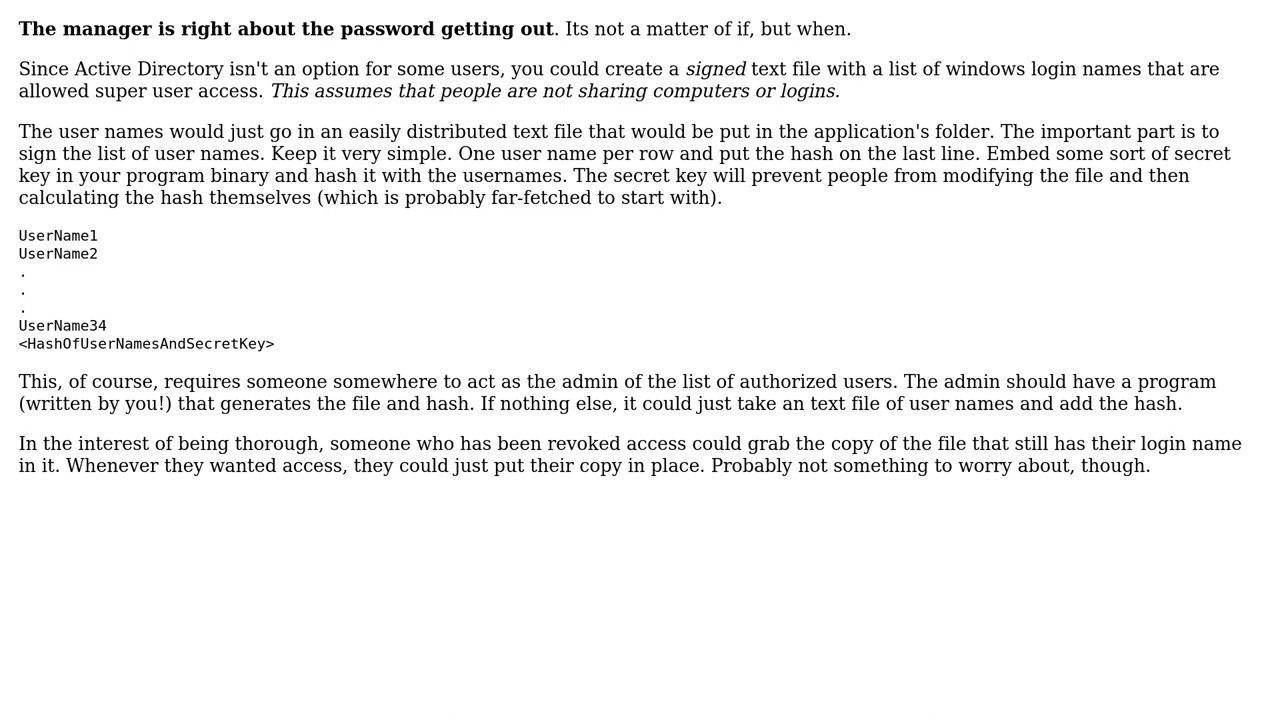 The manager is right about the password getting out. Its not a matter of if, but when.
Since Active Directory isn't an option for some users, you could create a signed text file with a list of windows login names that are
allowed super user access. This assumes that people are not sharing computers or logins.
The user names would just go in an easily distributed text file that would be put in the application's folder. The important part is to
sign the list of user names. Keep it very simple. One user name per row and put the hash on the last line. Embed some sort of secret
key in your program binary and hash it with the usernames. The secret key will prevent people from modifying the file and then
calculating the hash themselves (which is probably far-fetched to start with).
UserName1
UserName2
.
.
.
UserName34
<HashOfUserNamesAndSecretKey>
This, of course, requires someone somewhere to act as the admin of the list of authorized users. The admin should have a program
(written by you!) that generates the file and hash. If nothing else, it could just take an text file of user names and add the hash.
In the interest of being thorough, someone who has been revoked access could grab the copy of the file that still has their login name
in it. Whenever they wanted access, they could just put their copy in place. Probably not something to worry about, though.